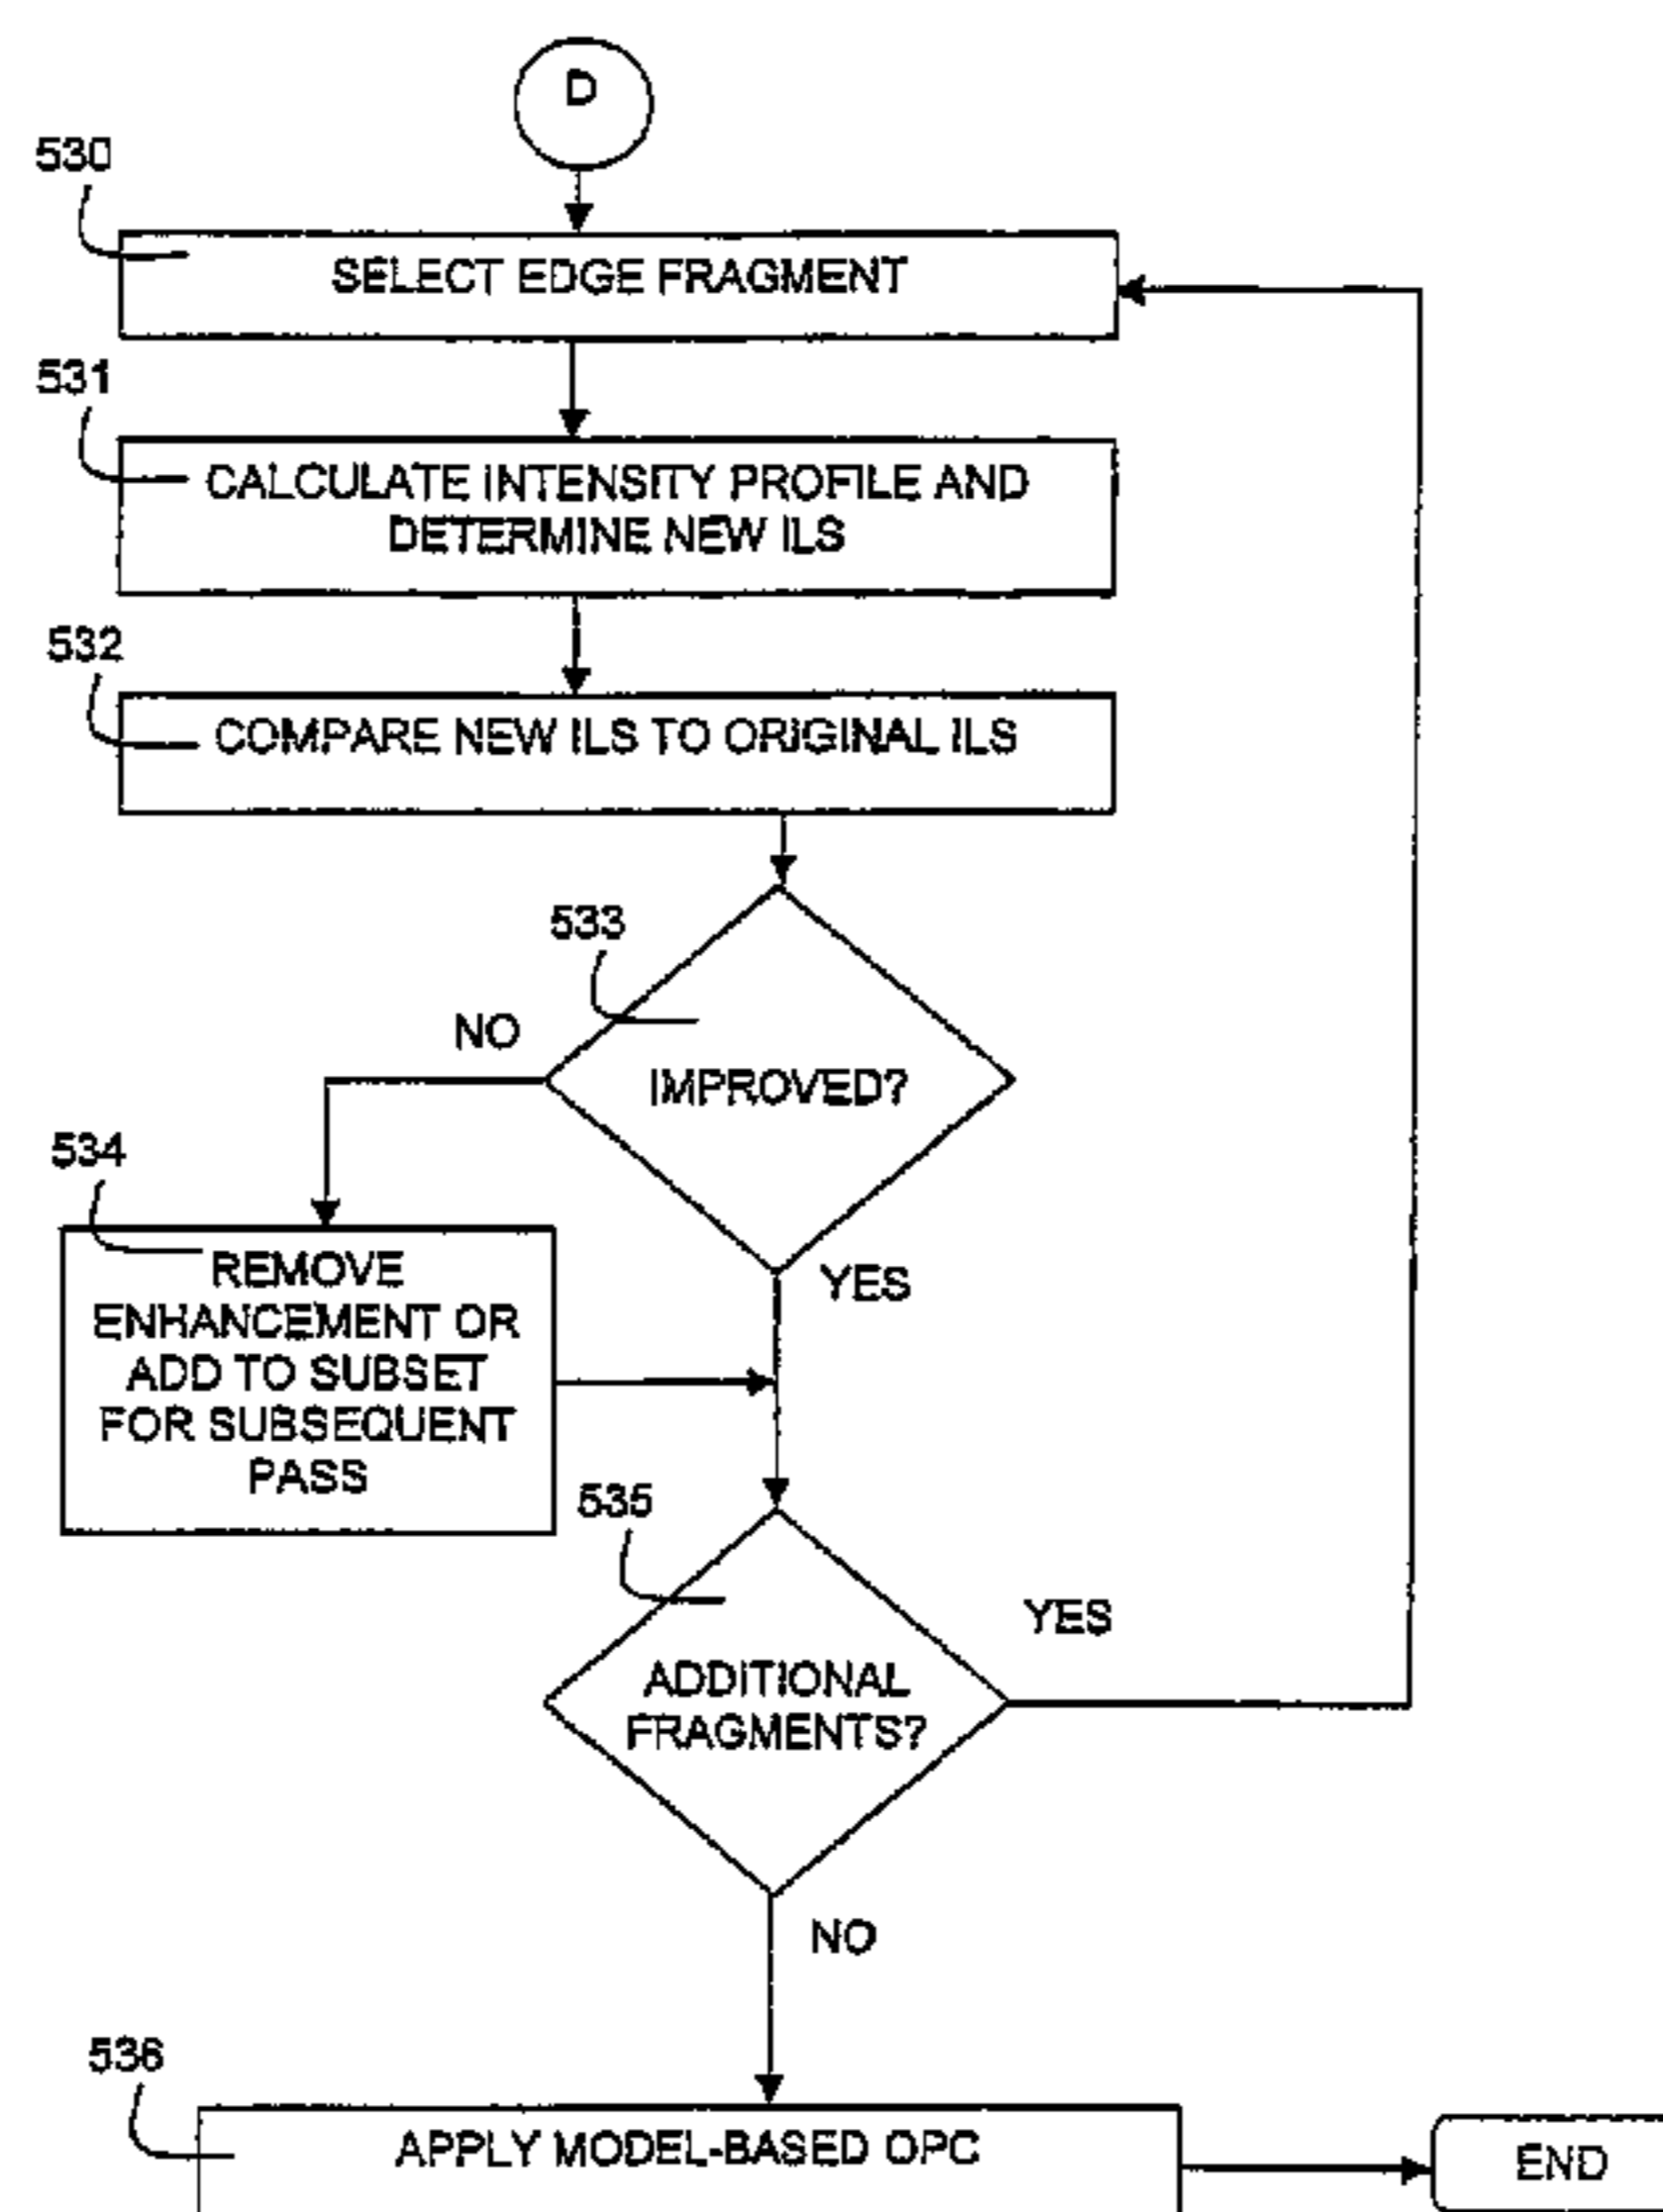 D
530
SELECT EDGE FRAGMENT
531
CALCULATE INTENSITY PROFILE AND
DETERMINE NEW ILS
532
COMPARE NEW ILS TO ORIGINAL ILS
533
NO
IMPROVED?
534
YES
REMOVE
ENHANCEMENT OR
ADD TO SUBSET
FOR SUBSEQUENT
PASS
535
YES
ADDITIONAL
FRAGMENTS?
NO
536
APPLY MODEL-BASED OPC
END